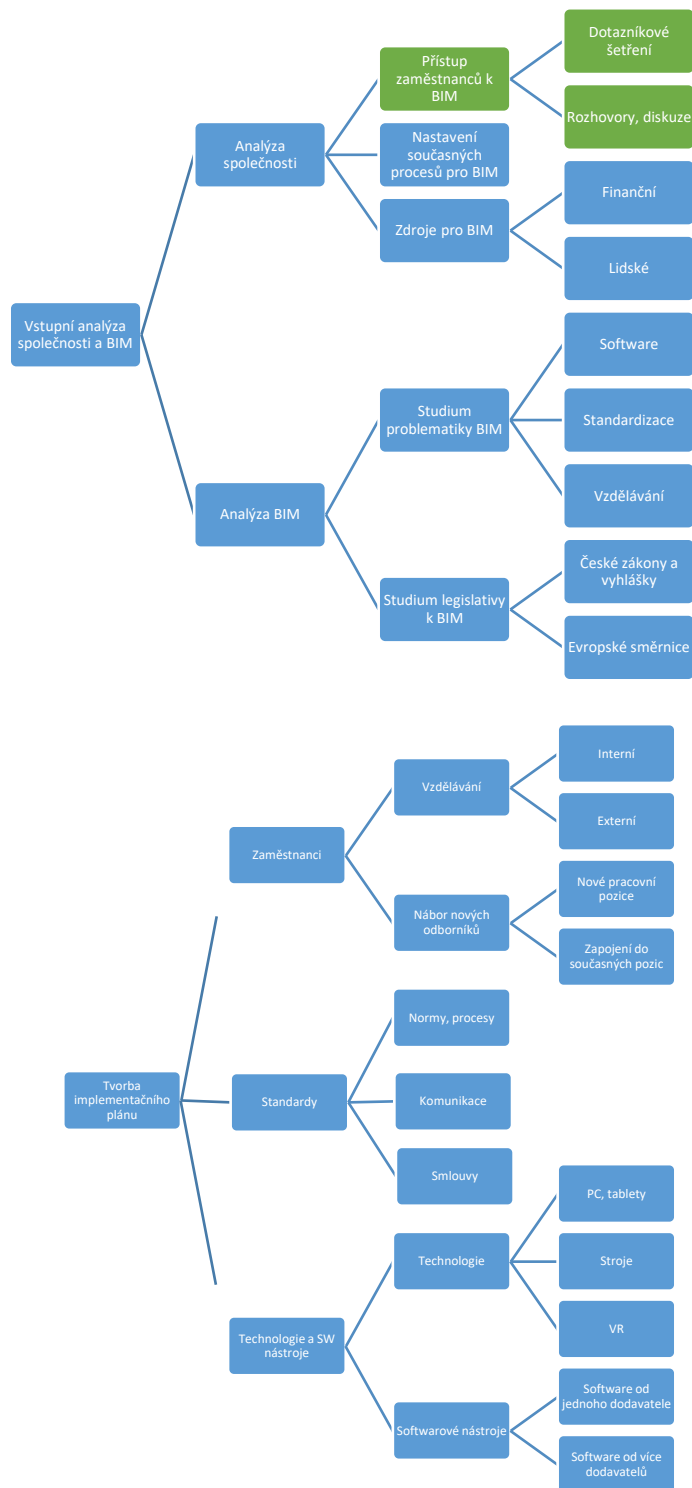 Dotazníkové
šetření
Přístup
zaměstnanců k
BIM
Rozhovory, diskuze
Analýza
společnosti
Nastavení
současných
procesů pro BIM
Finanční
Zdroje pro BIM
Lidské
Vstupní analýza
společnosti a BIM
Software
Studium
problematiky BIM
Standardizace
Vzdělávání
Analýza BIM
České zákony a
vyhlášky
Studium legislativy
k BIM
Evropské směrnice
Interní
Vzdělávání
Externí
Zaměstnanci
Nové pracovní
pozice
Nábor nových
odborníků
Zapojení do
současných pozic
Normy, procesy
Tvorba
implementačního
plánu
Standardy
Komunikace
Smlouvy
PC, tablety
Technologie
Stroje
VR
Technologie a SW
nástroje
Software od
jednoho dodavatele
Softwarové nástroje
Software od více
dodavatelů